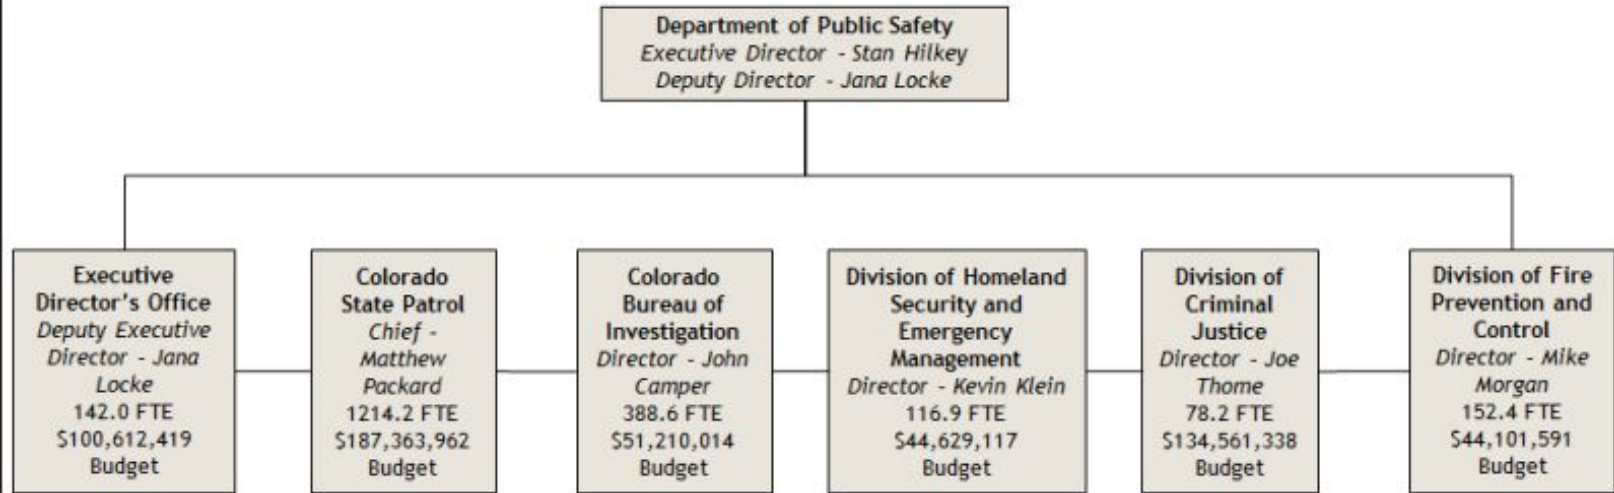 Department of Public Safety
Executive Director - Stan Hilkey
Deputy Director - Jana Locke
Executive
Director's Office
Deputy Executive
Director - Jana
Locke
142.0 FTE
$100,612,419
Budget
Colorado
State Patrol
Chief -
Matthew
Packard
1214.2 FTE
$187,363,962
Budget
Colorado
Bureau of
Investigation
Director - John
Camper
388.6 FTE
$51,210,014
Budget
Division of Homeland
Security and
Emergency
Management
Director - Kevin Klein
116.9 FTE
$44,629,117
Budget
Division of
Criminal
Justice
Director - Joe
Thome
78.2 FTE
$134,561,338
Budget
Division of Fire
Prevention and
Control
Director - Mike
Morgan
152.4 FTE
$44,101,591
Budget